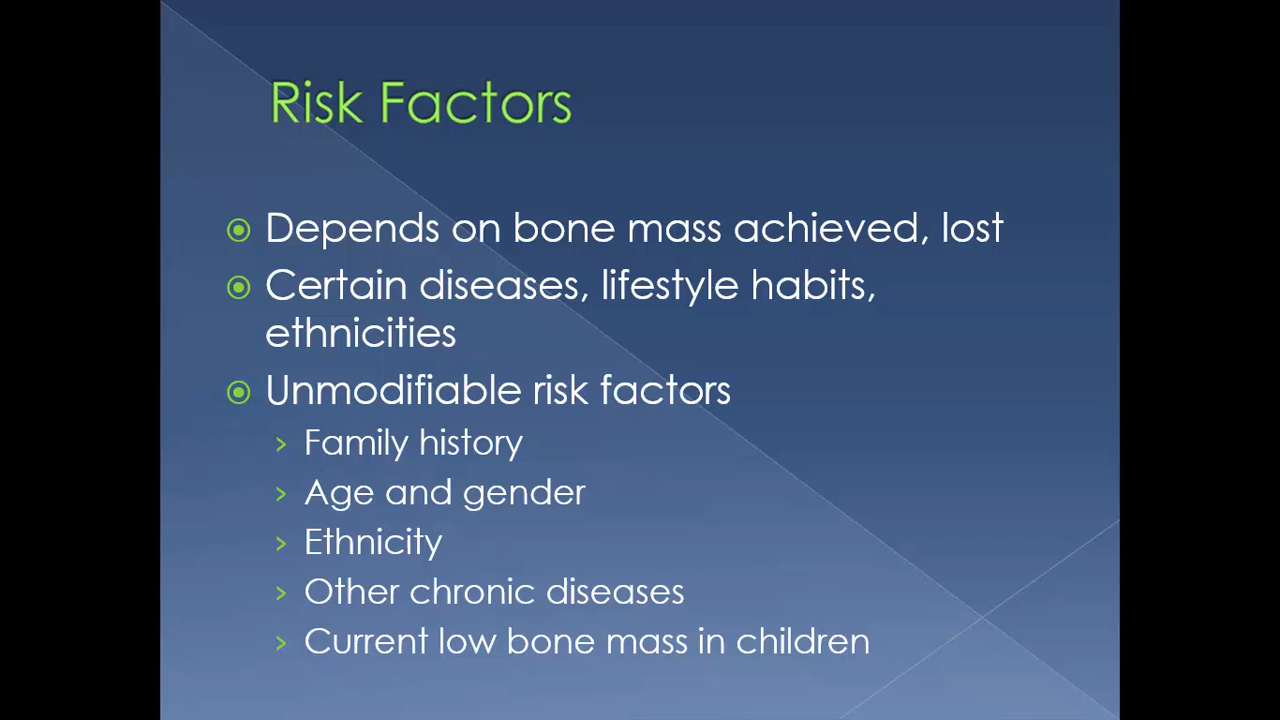 Risk Factors
Depends on bone mass achieved, lost
Certain diseases, lifestyle habits,
ethnicities
Unmodifiable risk factors
Family history
Age and gender
Ethnicity
Other chronic diseases
Current low bone mass in children